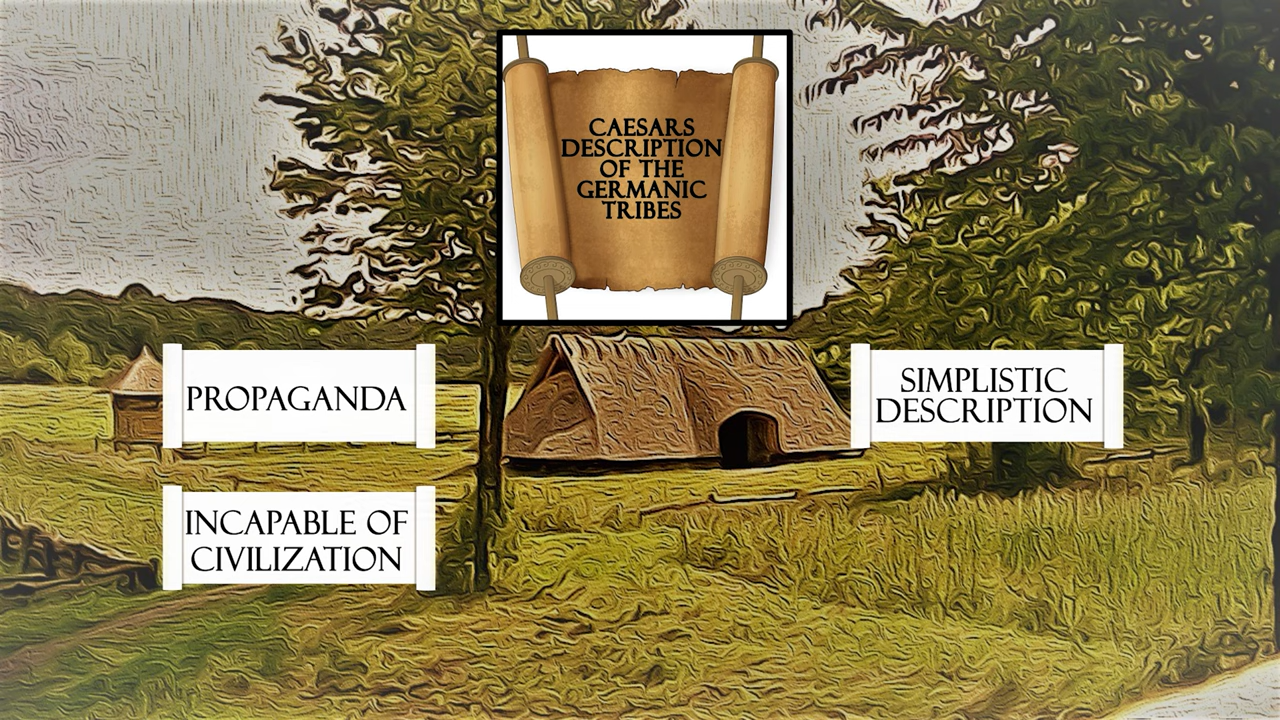 CAESARS
DESCRIPTION
OF THE
GERMANIC
TRIBES
PROPAGANDA
SIMPLISTIC
DESCRIPTION
INCAPABLE OF
CIVILIZATION